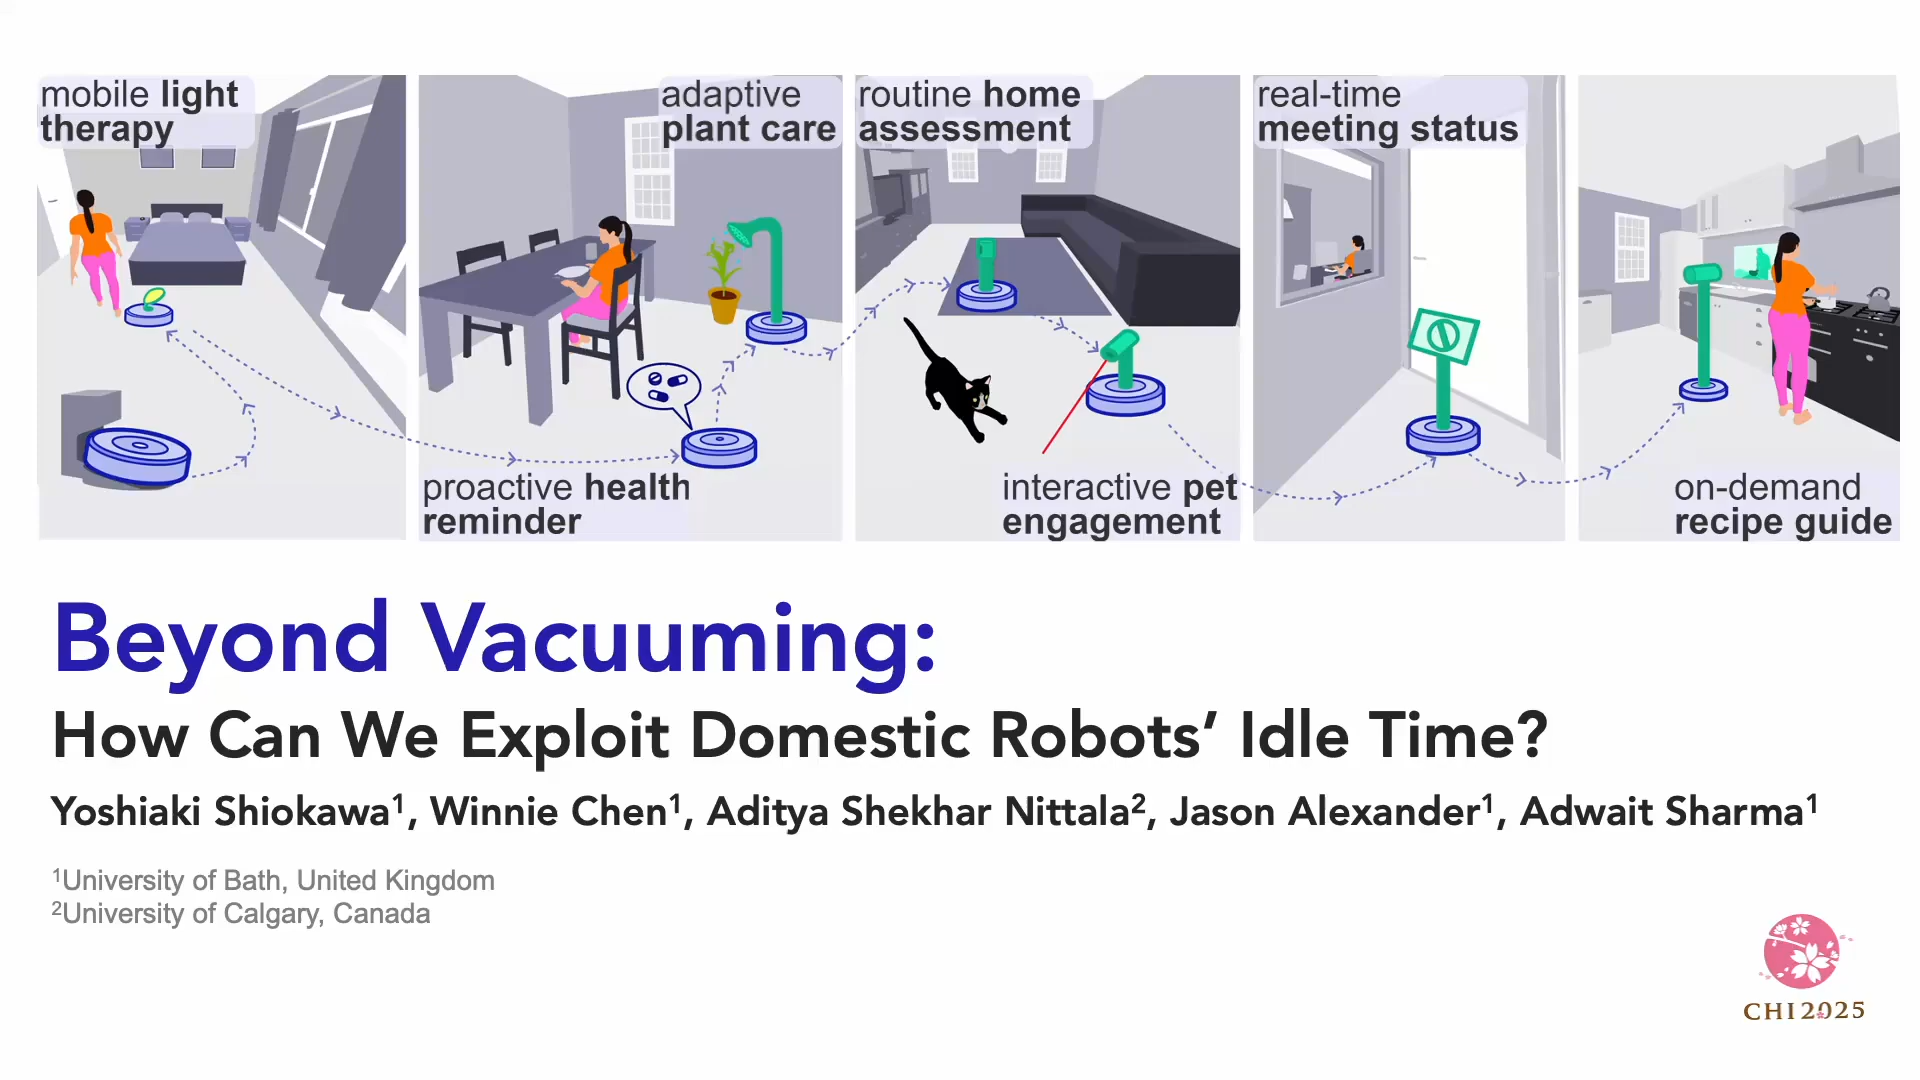 mobile light
therapy
adaptive
plant care
routine home
assessment
real-time
meeting status
proactive health
reminder
interactive pet
engagement
on-demand
recipe guide
Beyond Vacuuming:
How Can We Exploit Domestic Robots’ Idle Time?
Yoshiaki Shiokawa¹, Winnie Chen¹, Aditya Shekhar Nittala², Jason Alexander¹, Adwait Sharma¹
¹University of Bath, United Kingdom
²University of Calgary, Canada
CHI 2025